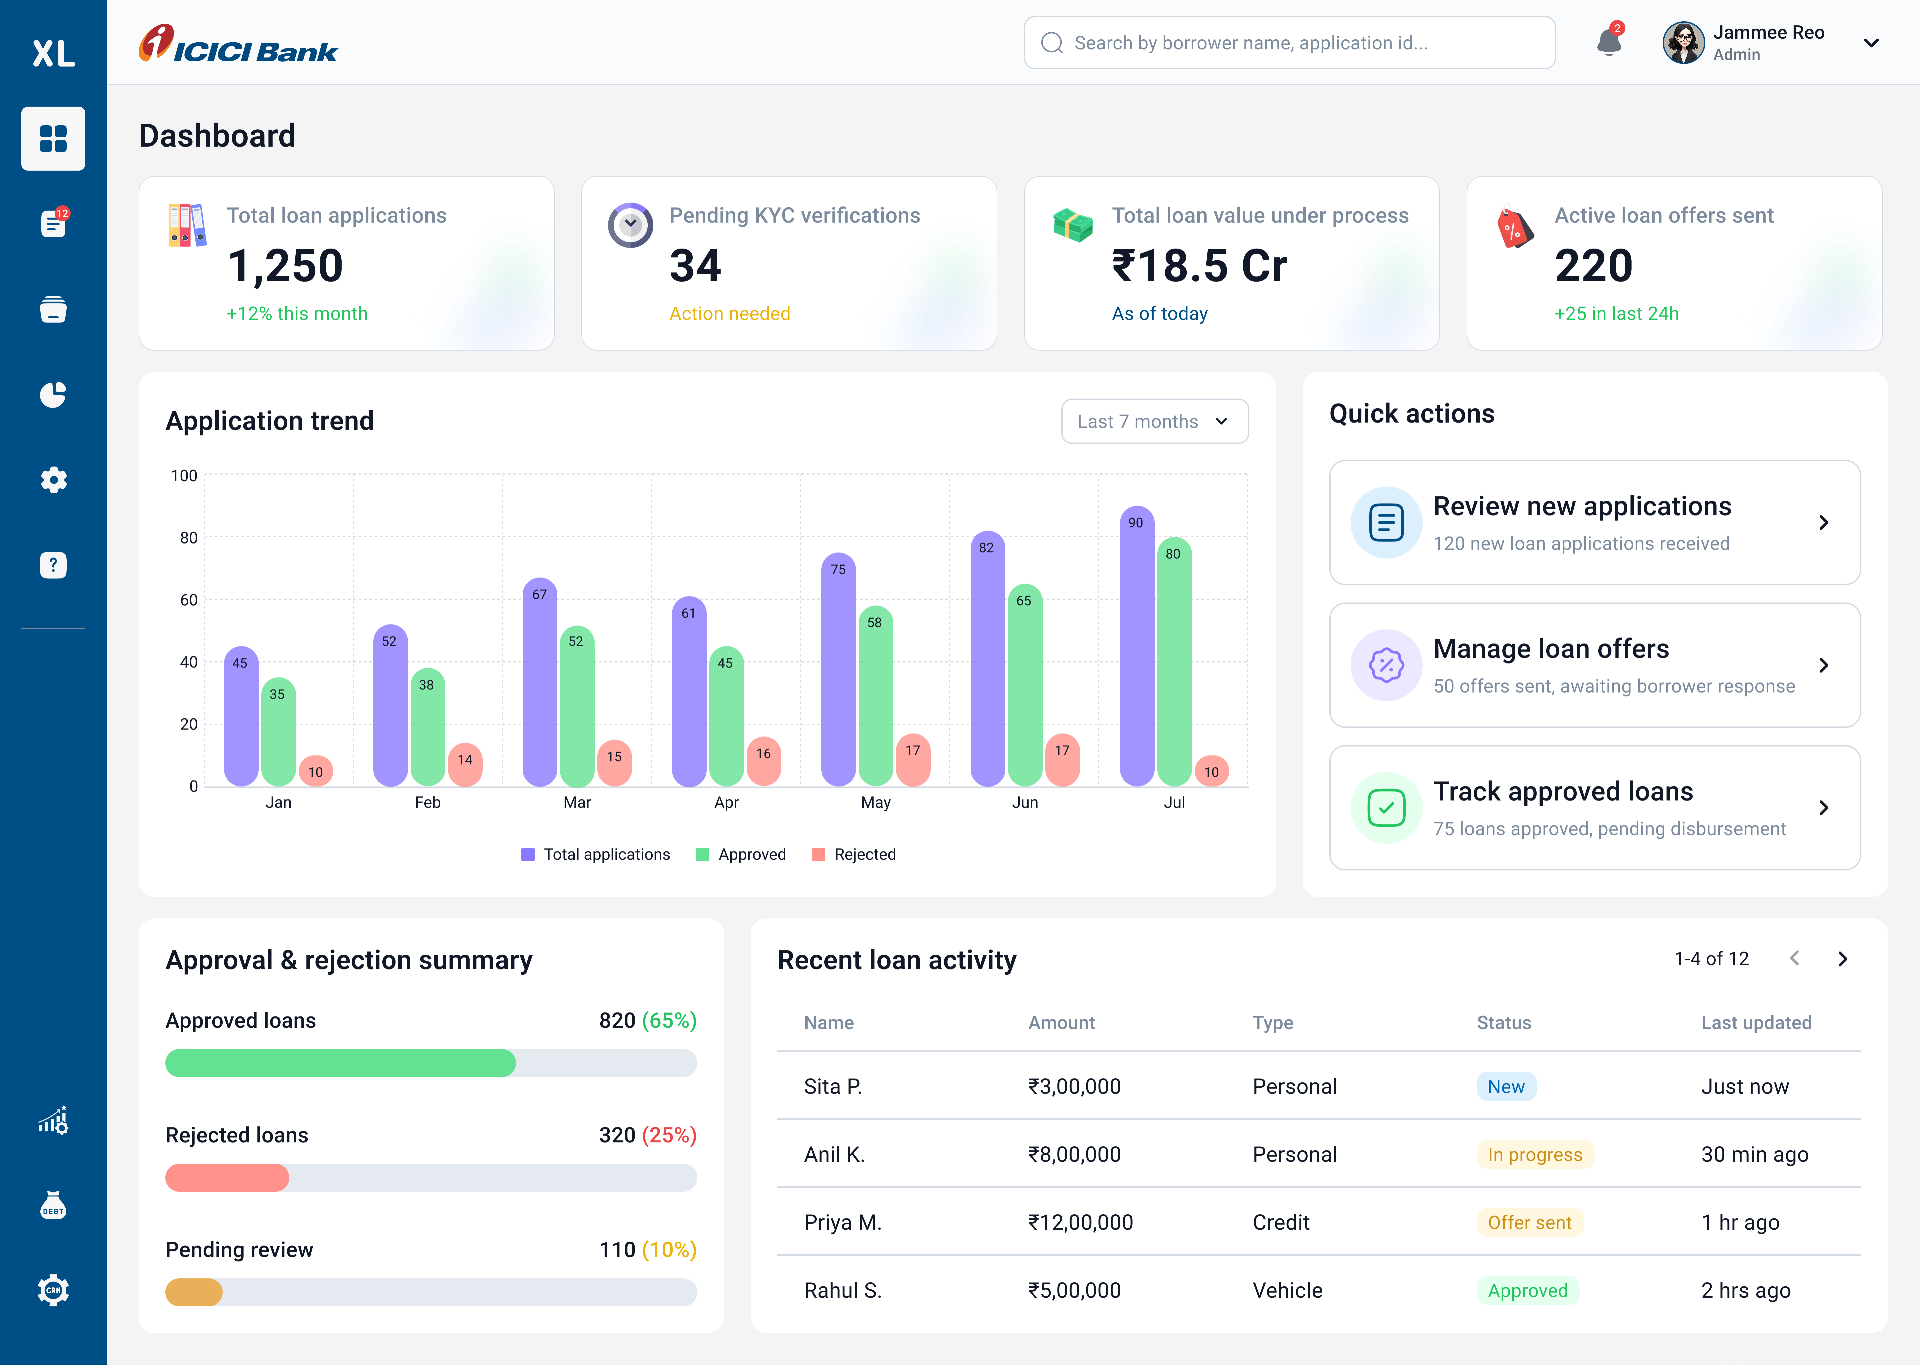 XL
ICICI Bank
Search by borrower name, application id...
2
Jammee Reo
Admin
12
?
DEBT
CRM
Dashboard
Total loan applications
1,250
+12% this month
Pending KYC verifications
34
Action needed
Total loan value under process
₹18.5 Cr
As of today
Active loan offers sent
220
+25 in last 24h
Application trend
Last 7 months
100
80
60
40
20
0
45
35
10
52
38
14
67
52
15
61
45
16
75
58
17
82
65
17
90
80
10
Jan
Feb
Mar
Apr
May
Jun
Jul
Total applications
Approved
Rejected
Quick actions
Review new applications
120 new loan applications received
Manage loan offers
50 offers sent, awaiting borrower response
Track approved loans
75 loans approved, pending disbursement
Approval & rejection summary
Approved loans 820 (65%)
Rejected loans 320 (25%)
Pending review 110 (10%)
Recent loan activity
1-4 of 12
Name Amount Type Status Last updated
Sita P. ₹3,00,000 Personal New Just now
Anil K. ₹8,00,000 Personal In progress 30 min ago
Priya M. ₹12,00,000 Credit Offer sent 1 hr ago
Rahul S. ₹5,00,000 Vehicle Approved 2 hrs ago